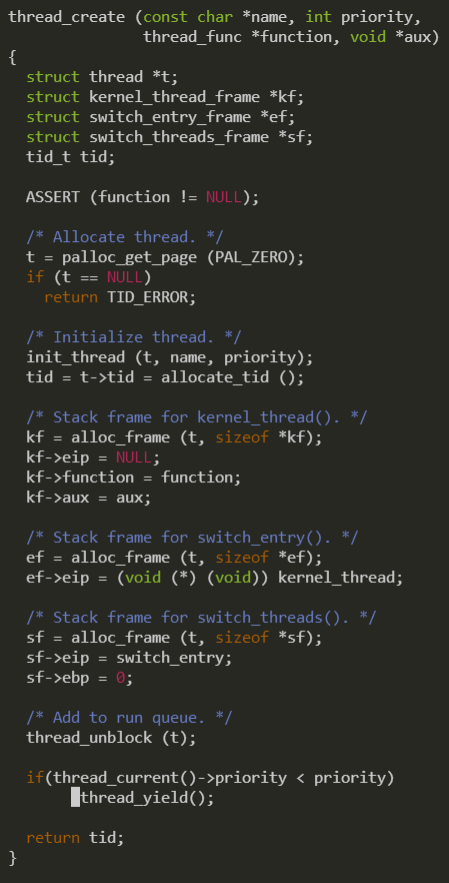 thread_create (const char *name, int priority,
               thread_func *function, void *aux)
{
  struct thread *t;
  struct kernel_thread_frame *kf;
  struct switch_entry_frame *ef;
  struct switch_threads_frame *sf;
  tid_t tid;

  ASSERT (function != NULL);

  /* Allocate thread. */
  t = palloc_get_page (PAL_ZERO);
  if (t == NULL)
    return TID_ERROR;

  /* Initialize thread. */
  init_thread (t, name, priority);
  tid = t->tid = allocate_tid ();

  /* Stack frame for kernel_thread(). */
  kf = alloc_frame (t, sizeof *kf);
  kf->eip = NULL;
  kf->function = function;
  kf->aux = aux;

  /* Stack frame for switch_entry(). */
  ef = alloc_frame (t, sizeof *ef);
  ef->eip = (void (*) (void)) kernel_thread;

  /* Stack frame for switch_threads(). */
  sf = alloc_frame (t, sizeof *sf);
  sf->eip = switch_entry;
  sf->ebp = 0;

  /* Add to run queue. */
  thread_unblock (t);

  if(thread_current()->priority < priority)
        thread_yield();

  return tid;
}